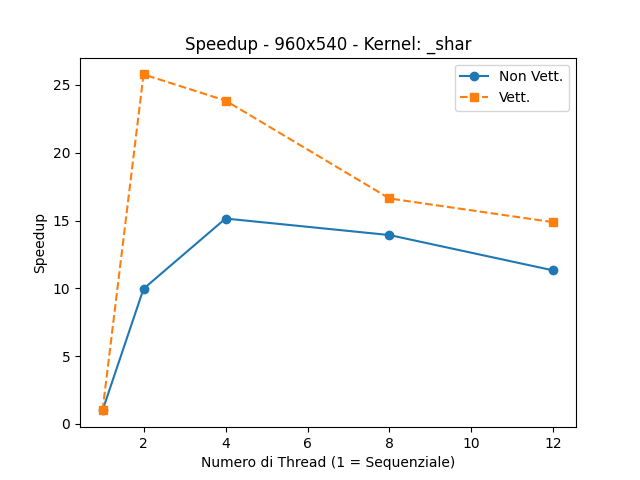 Speedup - 960x540 - Kernel: _shar
Non Vett.
Vett.
Speedup
25
20
15
10
5
0
2
4
6
8
10
12
Numero di Thread (1 = Sequenziale)